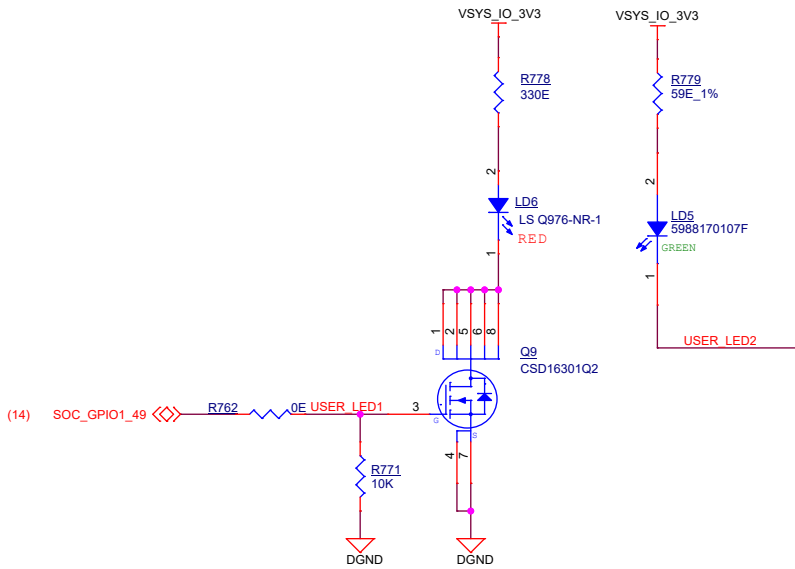 VSYS_IO_3V3
VSYS_IO_3V3
R778
330E
R779
59E_1%
2
2
LD6
LS Q976-NR-1
RED
LD5
5988170107F
GREEN
1
1
1
2
5
6
8
USER_LED2
D
Q9
CSD16301Q2
(14)
SOC_GPIO1_49
R762
0E
USER_LED1
3
G
S
4
7
R771
10K
DGND
DGND